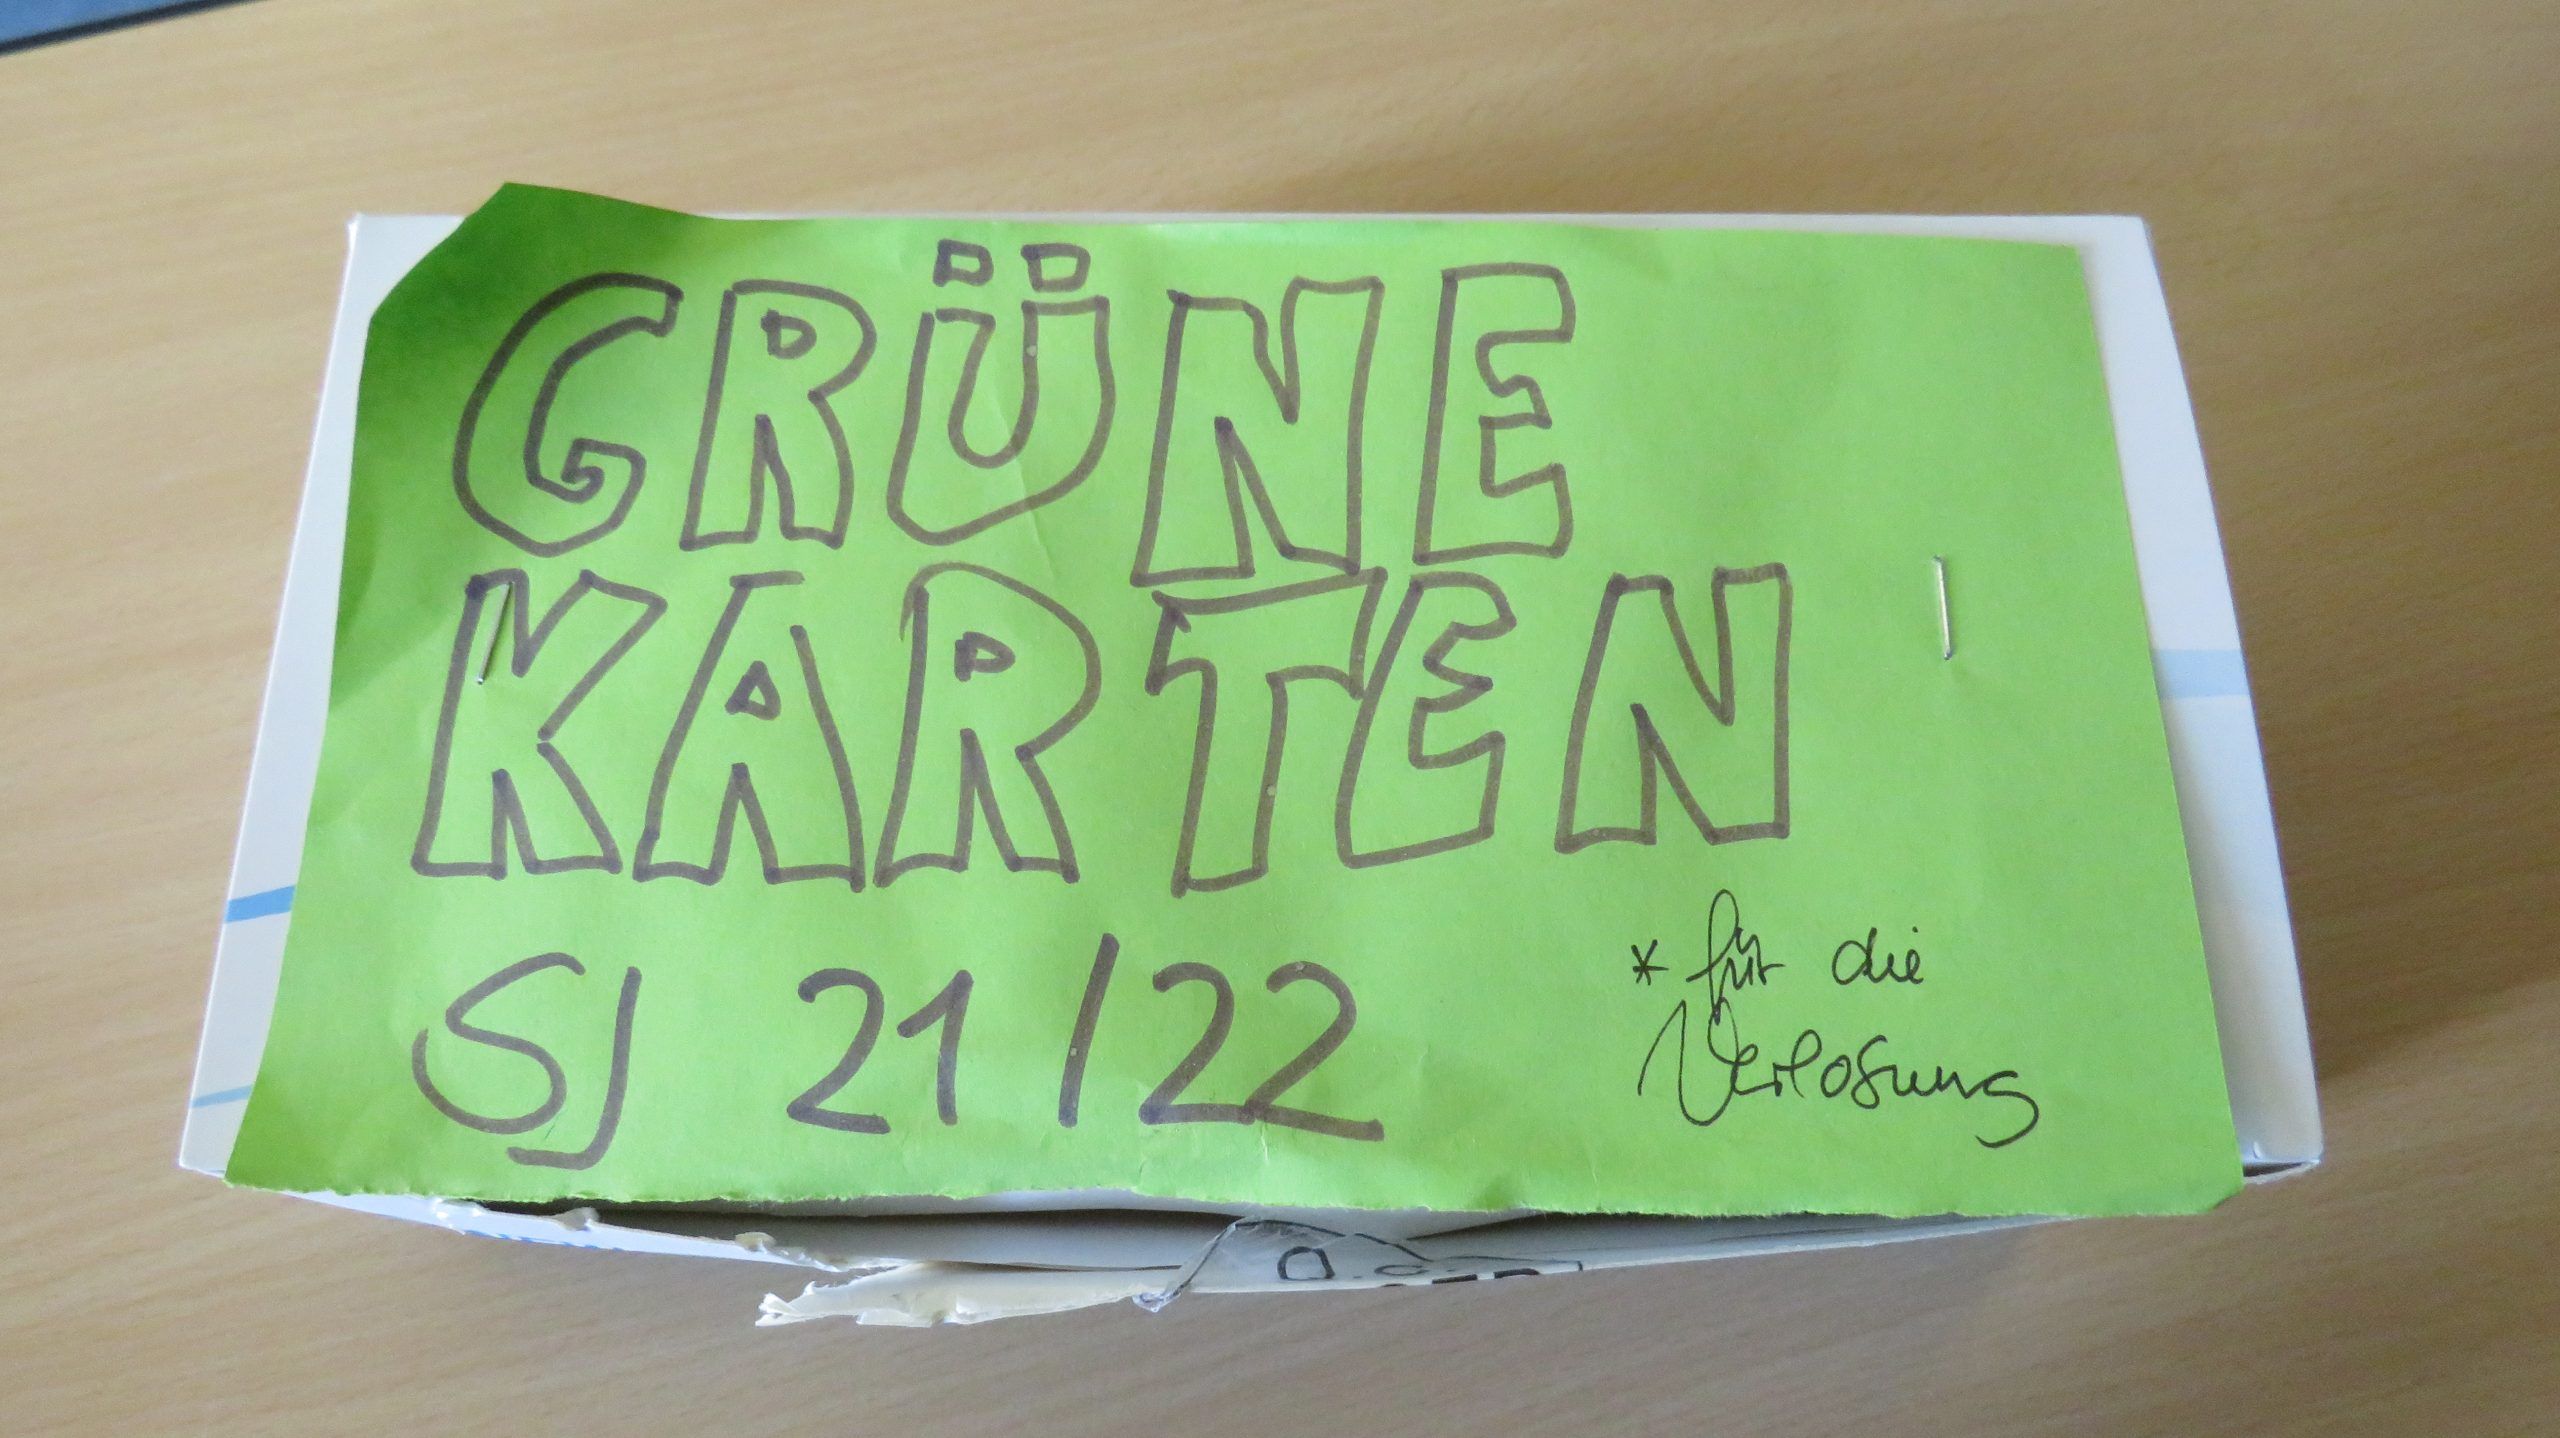 GRÜNE
KARTEN
SJ 21/22
* für die
Verlosung